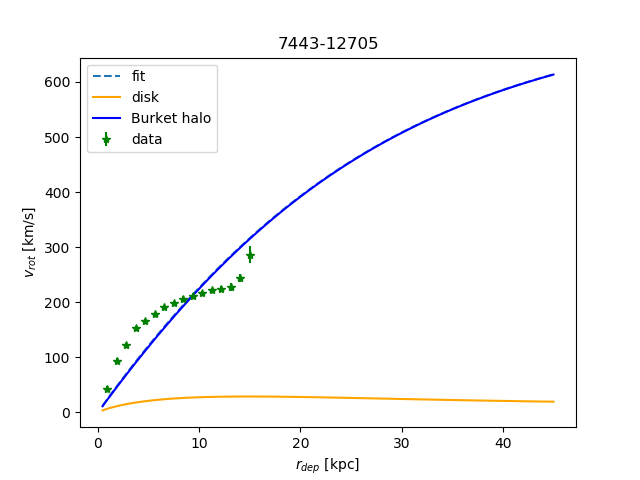 7443-12705
fit
disk
Burket halo
data
600
500
400
300
200
100
0
v_rot [km/s]
0 10 20 30 40
r_dep [kpc]